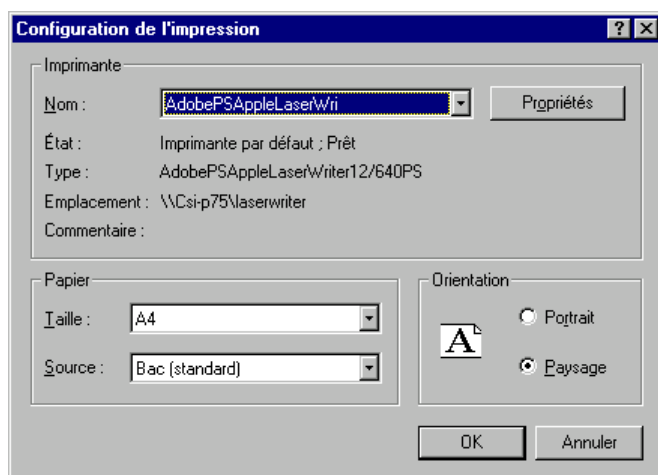 Configuration de l'impression
Imprimante
Nom : AdobePSAppleLaserWri Propriétés
État : Imprimante par défaut ; Prêt
Type : AdobePSAppleLaserWriter12/640PS
Emplacement : \\Csi-p75\laserwriter
Commentaire :
Papier
Taille : A4
Source : Bac (standard)
Orientation
A
Portrait
Paysage
OK Annuler